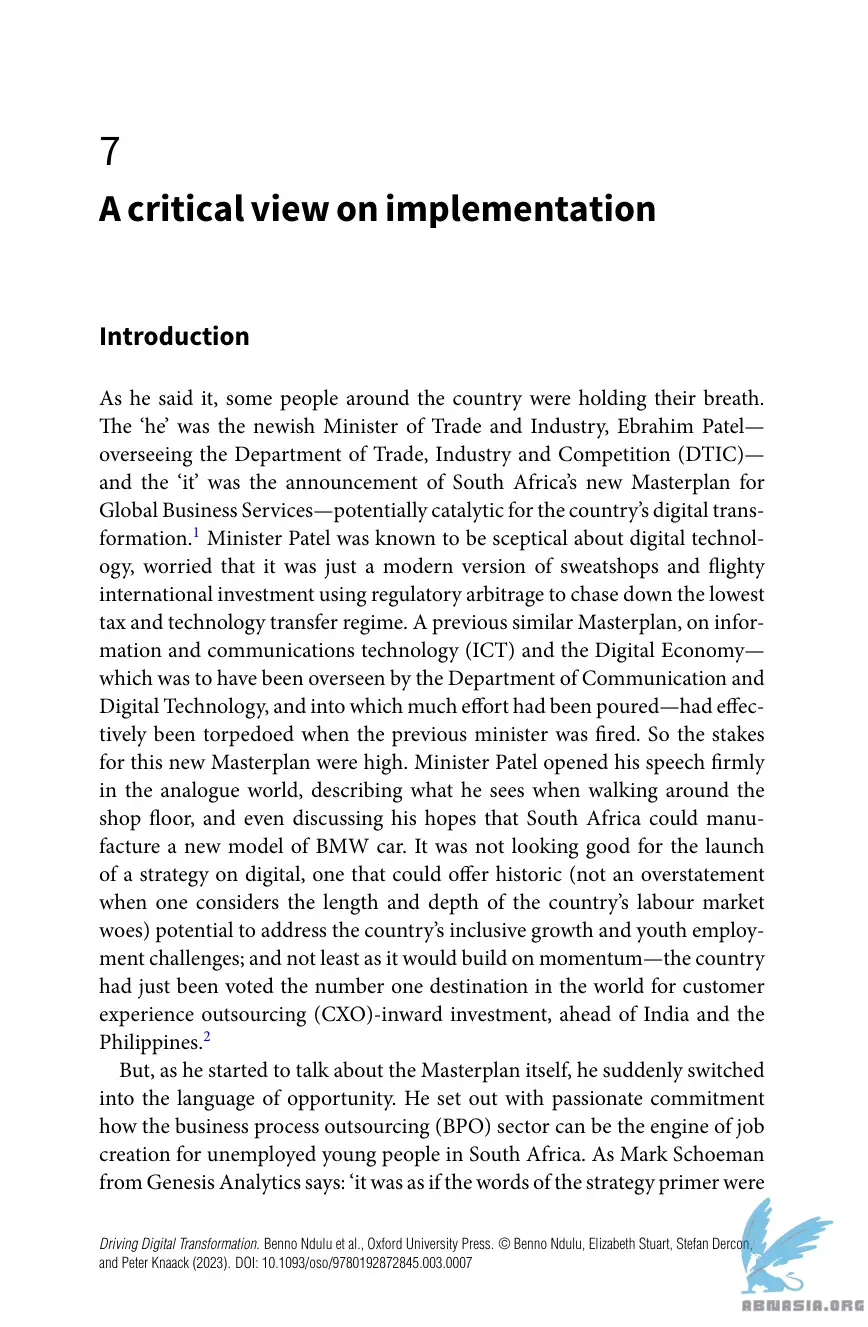 7
A critical view on implementation
Introduction
As he said it, some people around the country were holding their breath.
The ‘he’ was the newish Minister of Trade and Industry, Ebrahim Patel—
overseeing the Department of Trade, Industry and Competition (DTIC)—
and the ‘it’ was the announcement of South Africa’s new Masterplan for
Global Business Services—potentially catalytic for the country’s digital trans-
formation.1 Minister Patel was known to be sceptical about digital technol-
ogy, worried that it was just a modern version of sweatshops and flighty
international investment using regulatory arbitrage to chase down the lowest
tax and technology transfer regime. A previous similar Masterplan, on infor-
mation and communications technology (ICT) and the Digital Economy—
which was to have been overseen by the Department of Communication and
Digital Technology, and into which much effort had been poured—had effec-
tively been torpedoed when the previous minister was fired. So the stakes
for this new Masterplan were high. Minister Patel opened his speech firmly
in the analogue world, describing what he sees when walking around the
shop floor, and even discussing his hopes that South Africa could manu-
facture a new model of BMW car. It was not looking good for the launch
of a strategy on digital, one that could offer historic (not an overstatement
when one considers the length and depth of the country’s labour market
woes) potential to address the country’s inclusive growth and youth employ-
ment challenges; and not least as it would build on momentum—the country
had just been voted the number one destination in the world for customer
experience outsourcing (CXO)-inward investment, ahead of India and the
Philippines.2
But, as he started to talk about the Masterplan itself, he suddenly switched
into the language of opportunity. He set out with passionate commitment
how the business process outsourcing (BPO) sector can be the engine of job
creation for unemployed young people in South Africa. As Mark Schoeman
from Genesis Analytics says: ‘it was as if the words of the strategy primer were
Driving Digital Transformation. Benno Ndulu et al., Oxford University Press. © Benno Ndulu, Elizabeth Stuart, Stefan Dercon,
and Peter Knaack (2023). DOI: 10.1093/oso/9780192872845.003.0007
ABNASIA.ORG